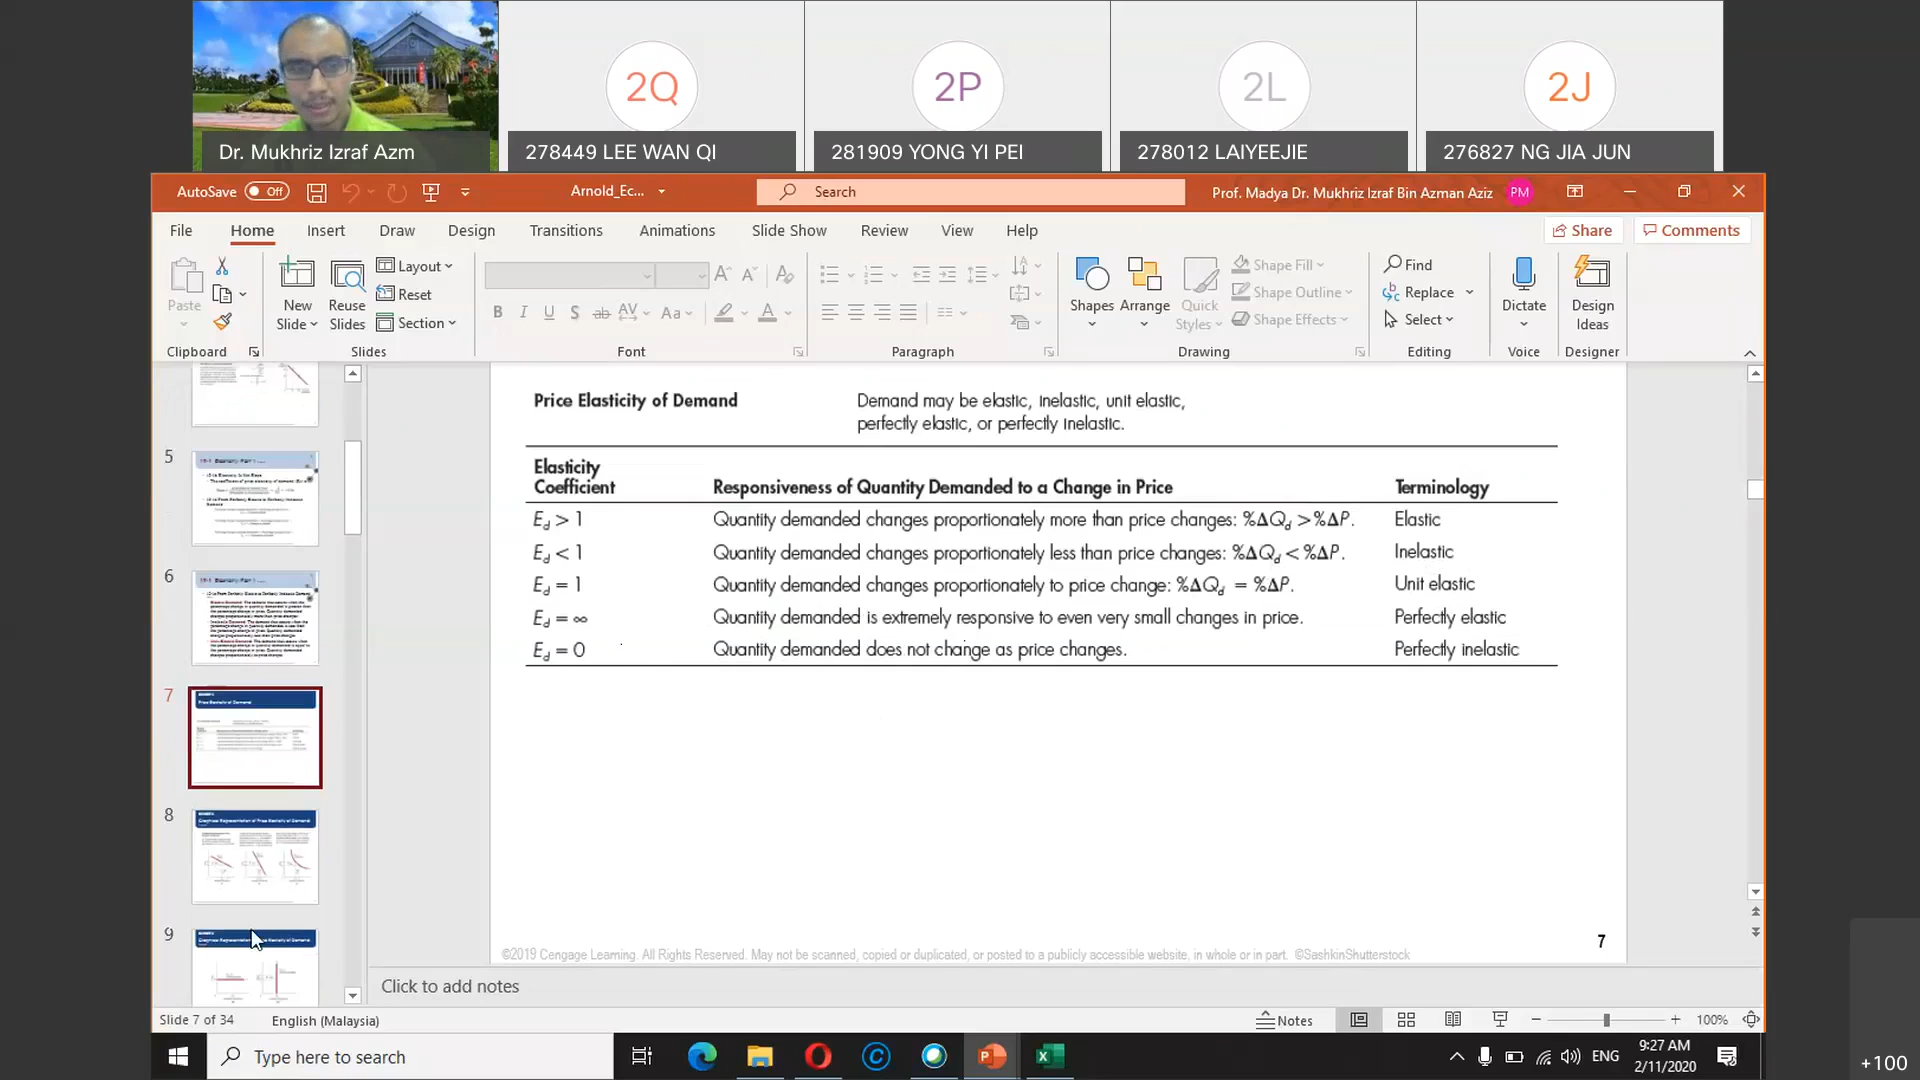 2Q
2P
2L
2J
Dr. Mukhriz Izraf Azm
278449 LEE WAN QI
281909 YONG YI PEI
278012 LAIYEEJIE
276827 NG JIA JUN
AutoSave Off
Arnold_Ec...
Search
Prof. Madya Dr. Mukhriz Izraf Bin Azman Aziz PM
File Home Insert Draw Design Transitions Animations Slide Show Review View Help
Share Comments
Paste
New Slide
Reuse Slides
Layout
Reset
Section
B I U S ab AV Aa A
Shapes Arrange Quick Styles
Shape Fill
Shape Outline
Shape Effects
Find
Replace
Select
Dictate
Design Ideas
Clipboard Slides Font Paragraph Drawing Editing Voice Designer
5
6
7
8
9
Price Elasticity of Demand
Demand may be elastic, inelastic, unit elastic,
perfectly elastic, or perfectly inelastic.
Elasticity
Coefficient Responsiveness of Quantity Demanded to a Change in Price Terminology
E_d > 1 Quantity demanded changes proportionately more than price changes: %ΔQ_d >%ΔP. Elastic
E_d < 1 Quantity demanded changes proportionately less than price changes: %ΔQ_d < %ΔP. Inelastic
E_d = 1 Quantity demanded changes proportionately to price change: %ΔQ_d = %ΔP. Unit elastic
E_d = ∞ Quantity demanded is extremely responsive to even very small changes in price. Perfectly elastic
E_d = 0 Quantity demanded does not change as price changes. Perfectly inelastic
7
©2019 Cengage Learning. All Rights Reserved. May not be scanned, copied or duplicated, or posted to a publicly accessible website, in whole or in part. ©SashkinShutterstock
Click to add notes
Slide 7 of 34 English (Malaysia) Notes 100%
Type here to search
ENG
9:27 AM
2/11/2020
+100